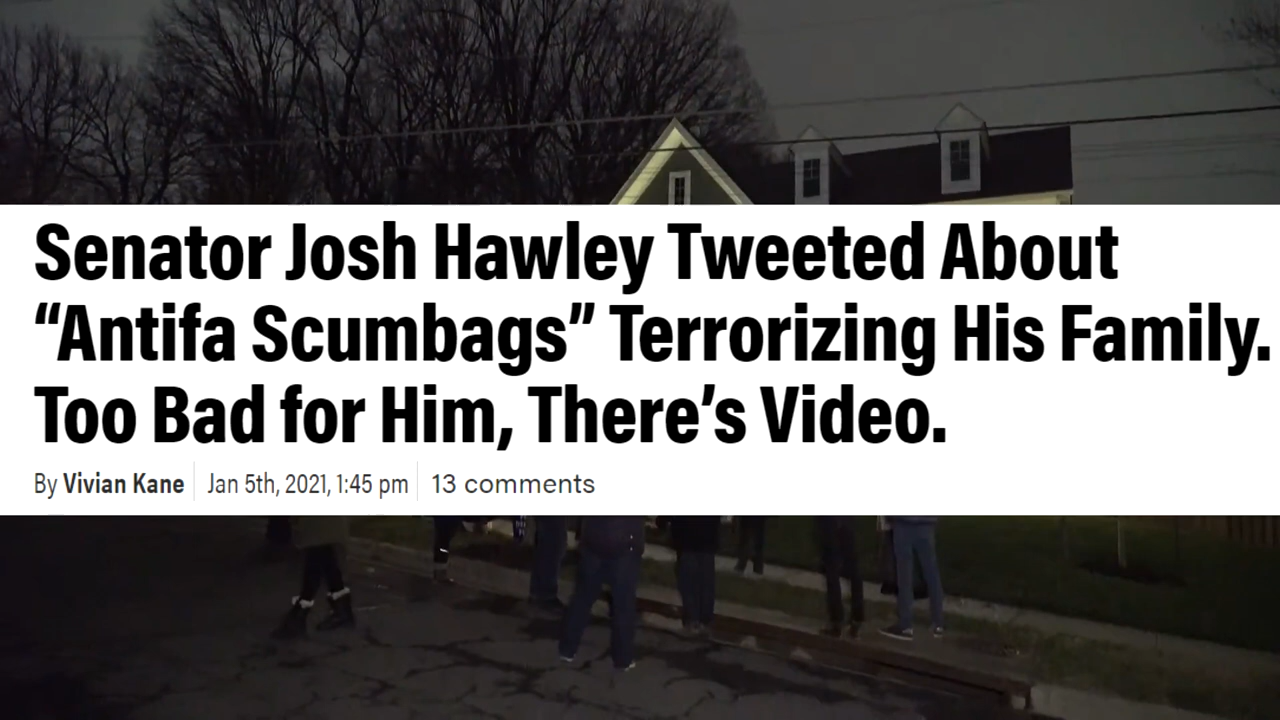 Senator Josh Hawley Tweeted About
“Antifa Scumbags” Terrorizing His Family.
Too Bad for Him, There’s Video.
By Vivian Kane Jan 5th, 2021, 1:45 pm 13 comments